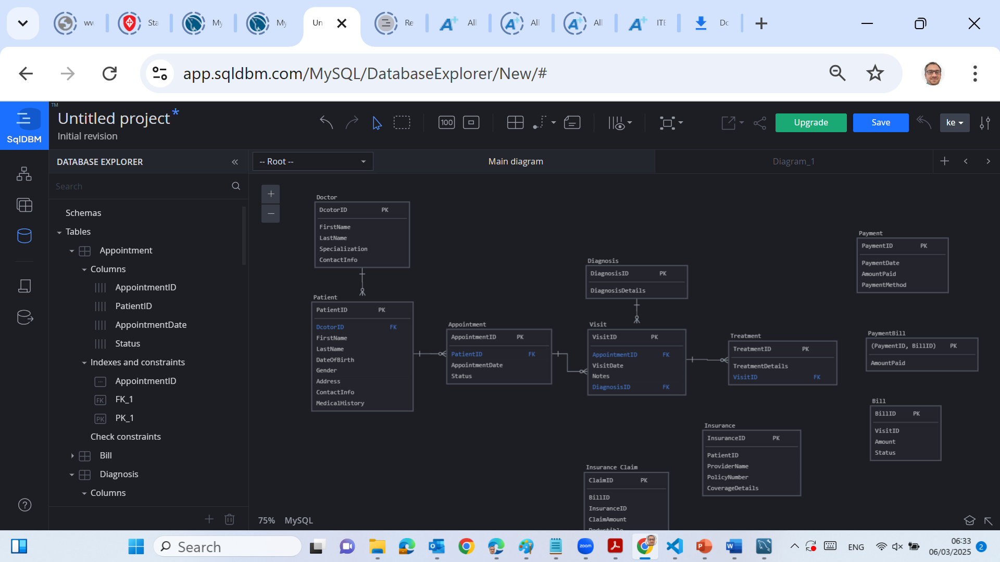 ww
Sta
My
My
Un
Re
All
All
All
ITE
Dc
app.sqldbm.com/MySQL/DatabaseExplorer/New/#
TM
Untitled project*
Initial revision
SqlDBM
100
Upgrade
Save
ke
DATABASE EXPLORER
-- Root --
Main diagram
Diagram_1
Search
Schemas
Tables
Appointment
Columns
AppointmentID
PatientID
AppointmentDate
Status
Indexes and constraints
AppointmentID
FK FK_1
PK PK_1
Check constraints
Bill
Diagnosis
Columns
Doctor
DcotorID PK
FirstName
LastName
Specialization
ContactInfo
Patient
PatientID PK
DcotorID FK
FirstName
LastName
DateOfBirth
Gender
Address
ContactInfo
MedicalHistory
Appointment
AppointmentID PK
PatientID FK
AppointmentDate
Status
Diagnosis
DiagnosisID PK
DiagnosisDetails
Visit
VisitID PK
AppointmentID FK
VisitDate
Notes
DiagnosisID FK
Treatment
TreatmentID PK
TreatmentDetails
VisitID FK
Payment
PaymentID PK
PaymentDate
AmountPaid
PaymentMethod
PaymentBill
(PaymentID, BillID) PK
AmountPaid
Bill
BillID PK
VisitID
Amount
Status
Insurance
InsuranceID PK
PatientID
ProviderName
PolicyNumber
CoverageDetails
Insurance Claim
ClaimID PK
BillID
InsuranceID
ClaimAmount
Deductible
75% MySQL
Search
zoom
ENG
06:33
06/03/2025
2